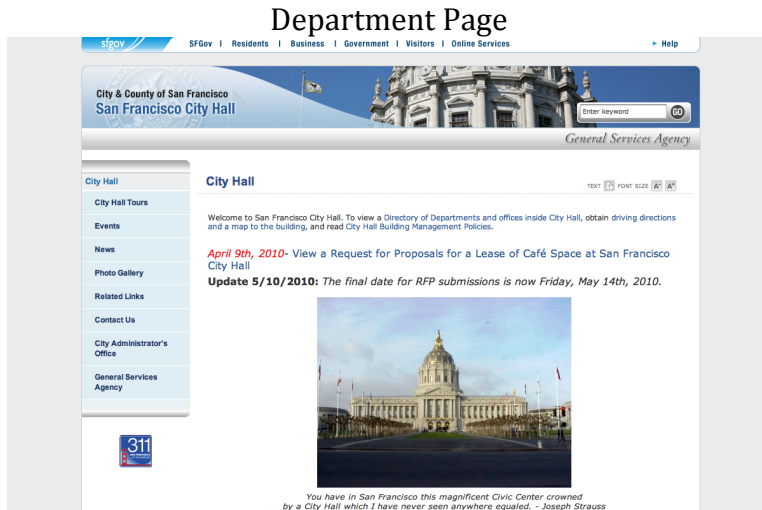 Department Page
sfgov
SFGov | Residents | Business | Government | Visitors | Online Services
Help
City & County of San Francisco
San Francisco City Hall
Enter keyword
GO
General Services Agency
City Hall
City Hall Tours
Events
News
Photo Gallery
Related Links
Contact Us
City Administrator's
Office
General Services
Agency
311
City Hall
TEXT FONT SIZE A- A+
Welcome to San Francisco City Hall. To view a Directory of Departments and offices inside City Hall, obtain driving directions
and a map to the building, and read City Hall Building Management Policies.
April 9th, 2010- View a Request for Proposals for a Lease of Café Space at San Francisco
City Hall
Update 5/10/2010: The final date for RFP submissions is now Friday, May 14th, 2010.
You have in San Francisco this magnificent Civic Center crowned
by a City Hall which I have never seen anywhere equaled. - Joseph Strauss